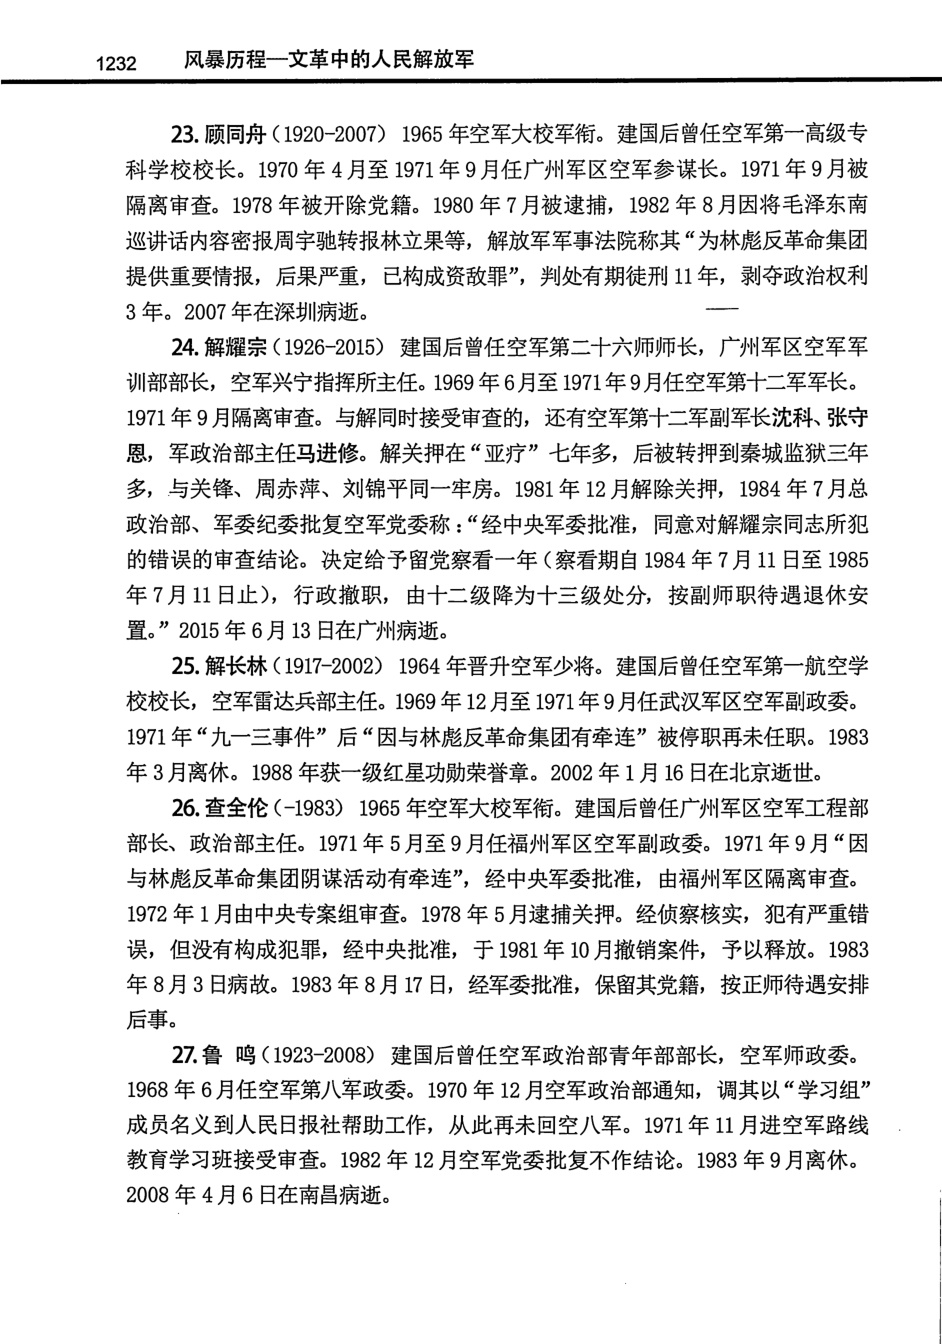 1232 风暴历程—文革中的人民解放军
23. 顾同舟（1920-2007） 1965 年空军大校军衔。建国后曾任空军第一高级专
科学校校长。1970 年 4 月至 1971 年 9 月任广州军区空军参谋长。1971 年 9 月被
隔离审查。1978 年被开除党籍。1980 年 7 月被逮捕，1982 年 8 月因将毛泽东南
巡讲话内容密报周宇驰转报林立果等，解放军军事法院称其“为林彪反革命集团
提供重要情报，后果严重，已构成资敌罪”，判处有期徒刑 11 年，剥夺政治权利
3 年。2007 年在深圳病逝。
24. 解耀宗（1926-2015） 建国后曾任空军第二十六师师长，广州军区空军军
训部部长，空军兴宁指挥所主任。1969 年 6 月至 1971 年 9 月任空军第十二军军长。
1971 年 9 月隔离审查。与解同时接受审查的，还有空军第十二军副军长沈科、张守
恩，军政治部主任马进修。解关押在“亚疗”七年多，后被转押到秦城监狱三年
多，与关锋、周赤萍、刘锦平同一牢房。1981 年 12 月解除关押，1984 年 7 月总
政治部、军委纪委批复空军党委称：“经中央军委批准，同意对解耀宗同志所犯
的错误的审查结论。决定给予留党察看一年（察看期自 1984 年 7 月 11 日至 1985
年 7 月 11 日止），行政撤职，由十二级降为十三级处分，按副师职待遇退休安
置。”2015 年 6 月 13 日在广州病逝。
25. 解长林（1917-2002） 1964 年晋升空军少将。建国后曾任空军第一航空学
校校长，空军雷达兵部主任。1969 年 12 月至 1971 年 9 月任武汉军区空军副政委。
1971 年“九一三事件”后“因与林彪反革命集团有牵连”被停职再未任职。1983
年 3 月离休。1988 年获一级红星功勋荣誉章。2002 年 1 月 16 日在北京逝世。
26. 查全伦（-1983） 1965 年空军大校军衔。建国后曾任广州军区空军工程部
部长、政治部主任。1971 年 5 月至 9 月任福州军区空军副政委。1971 年 9 月“因
与林彪反革命集团阴谋活动有牵连”，经中央军委批准，由福州军区隔离审查。
1972 年 1 月由中央专案组审查。1978 年 5 月逮捕关押。经侦察核实，犯有严重错
误，但没有构成犯罪，经中央批准，于 1981 年 10 月撤销案件，予以释放。1983
年 8 月 3 日病故。1983 年 8 月 17 日，经军委批准，保留其党籍，按正师待遇安排
后事。
27. 鲁 鸣（1923-2008） 建国后曾任空军政治部青年部部长，空军师政委。
1968 年 6 月任空军第八军政委。1970 年 12 月空军政治部通知，调其以“学习组”
成员名义到人民日报社帮助工作，从此再未回空八军。1971 年 11 月进空军路线
教育学习班接受审查。1982 年 12 月空军党委批复不作结论。1983 年 9 月离休。
2008 年 4 月 6 日在南昌病逝。